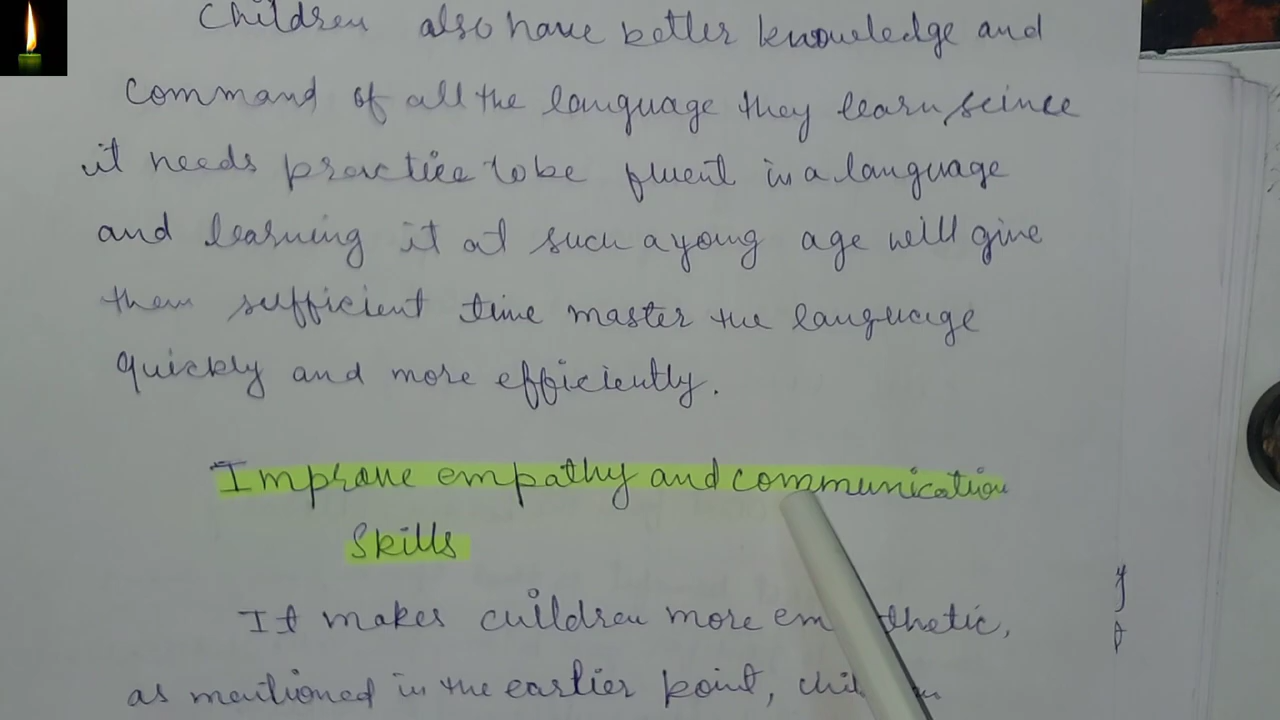 Children also have better knowledge and
command of all the language they learn, scince
it needs practice to be fluent in a language
and learning it at such a young age will give
them sufficient time master the language
quickly and more efficiently.
Improve empathy and communication
Skills
It makes children more em thetic,
as mentioned in the earlier point,